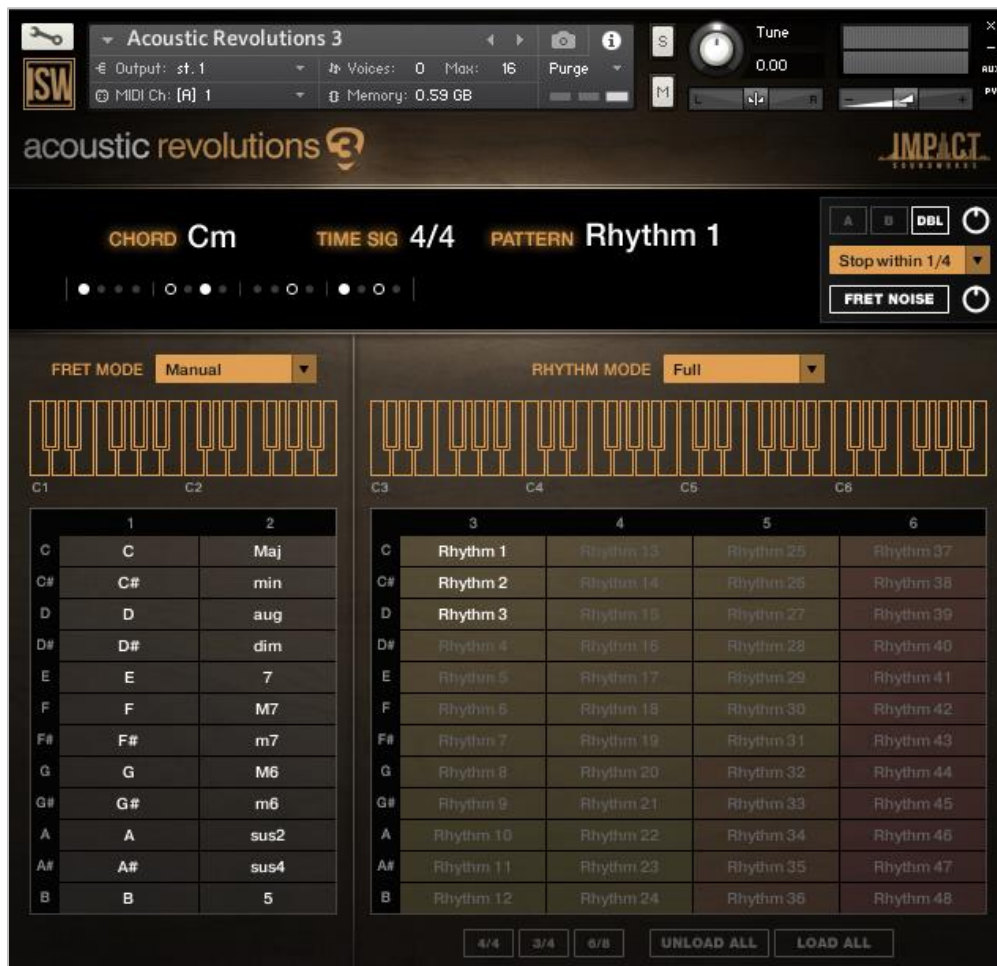 Acoustic Revolutions 3
S
Tune
Output: st.1
Voices: 0 Max: 16
Purge
0.00
AUX
ISW
MIDI Ch: [A] 1
Memory: 0.59 GB
M
L
R
PV
acoustic revolutions 3
IMPACT
SOUNDWORKS
CHORD Cm
TIME SIG 4/4
PATTERN Rhythm 1
A B DBL
Stop within 1/4
FRET NOISE
FRET MODE Manual
RHYTHM MODE Full
C1 C2
C3 C4 C5 C6
1 2
3 4 5 6
C C Maj
C Rhythm 1 Rhythm 13 Rhythm 25 Rhythm 37
C# C# min
C# Rhythm 2 Rhythm 14 Rhythm 26 Rhythm 38
D D aug
D Rhythm 3 Rhythm 15 Rhythm 27 Rhythm 39
D# D# dim
D# Rhythm 4 Rhythm 16 Rhythm 28 Rhythm 40
E E 7
E Rhythm 5 Rhythm 17 Rhythm 29 Rhythm 41
F F M7
F Rhythm 6 Rhythm 18 Rhythm 30 Rhythm 42
F# F# m7
F# Rhythm 7 Rhythm 19 Rhythm 31 Rhythm 43
G G M6
G Rhythm 8 Rhythm 20 Rhythm 32 Rhythm 44
G# G# m6
G# Rhythm 9 Rhythm 21 Rhythm 33 Rhythm 45
A A sus2
A Rhythm 10 Rhythm 22 Rhythm 34 Rhythm 46
A# A# sus4
A# Rhythm 11 Rhythm 23 Rhythm 35 Rhythm 47
B B 5
B Rhythm 12 Rhythm 24 Rhythm 36 Rhythm 48
4/4 3/4 6/8 UNLOAD ALL LOAD ALL